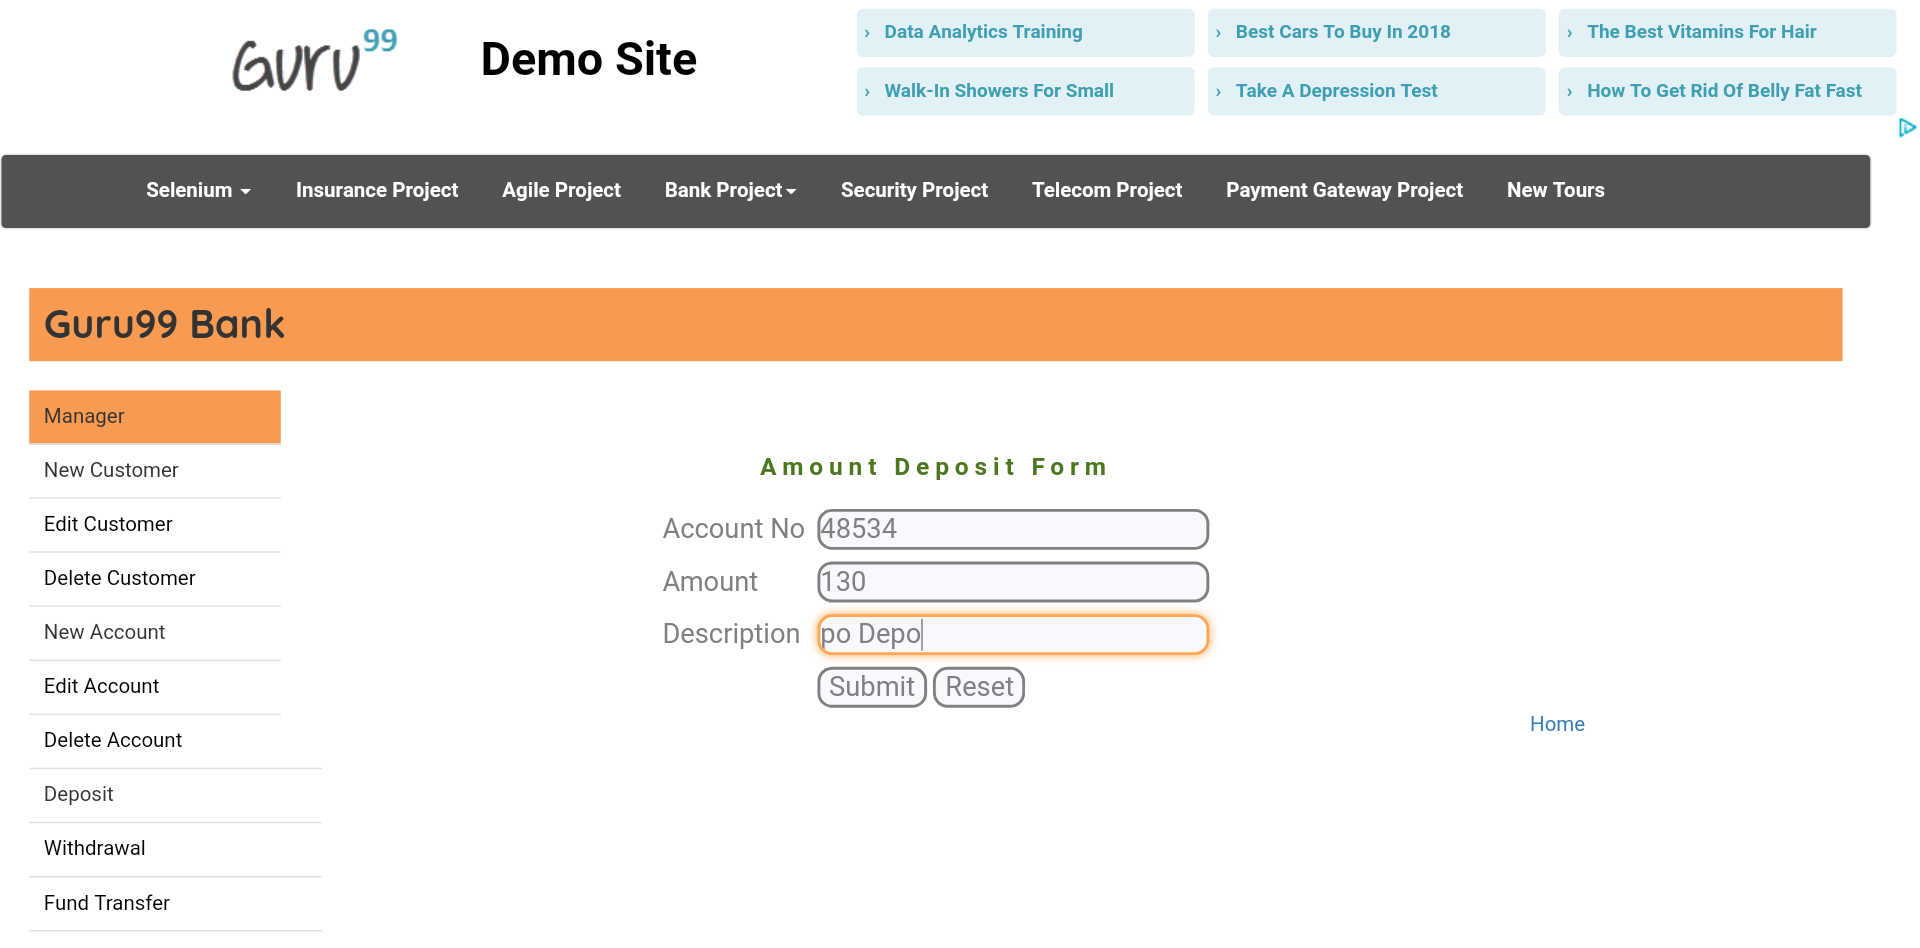 Guru99
Demo Site
› Data Analytics Training
› Best Cars To Buy In 2018
› The Best Vitamins For Hair
› Walk-In Showers For Small
› Take A Depression Test
› How To Get Rid Of Belly Fat Fast
Selenium Insurance Project Agile Project Bank Project Security Project Telecom Project Payment Gateway Project New Tours
Guru99 Bank
Manager
New Customer
Edit Customer
Delete Customer
New Account
Edit Account
Delete Account
Deposit
Withdrawal
Fund Transfer
Amount Deposit Form
Account No 48534
Amount 130
Description po Depo
Submit Reset
Home